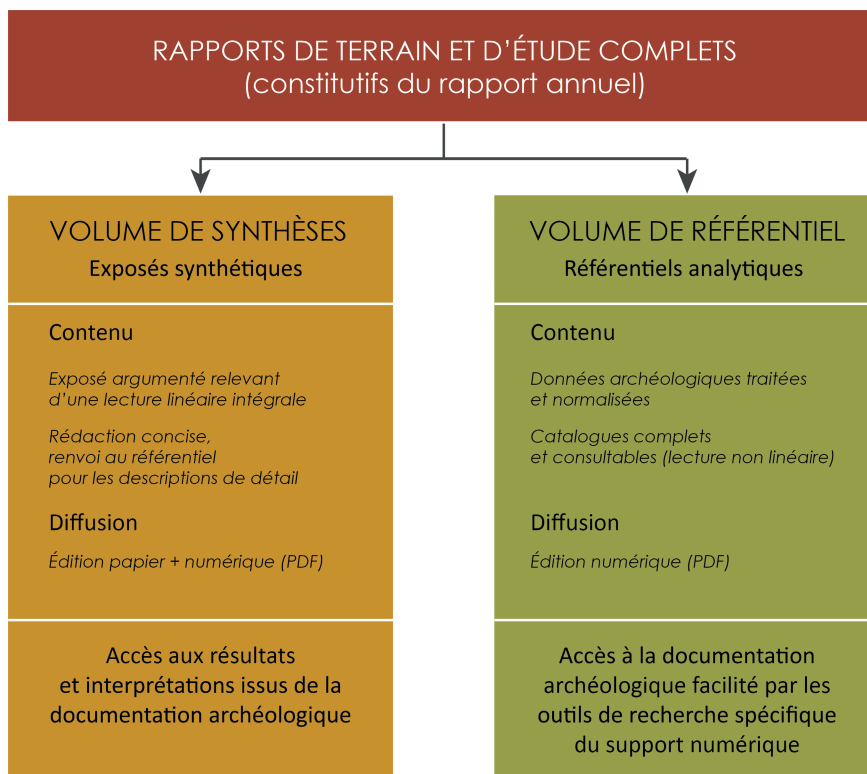 RAPPORTS DE TERRAIN ET D’ÉTUDE COMPLETS
(constitutifs du rapport annuel)
VOLUME DE SYNTHÈSES
Exposés synthétiques
Contenu
Exposé argumenté relevant
d’une lecture linéaire intégrale
Rédaction concise,
renvoi au référentiel
pour les descriptions de détail
Diffusion
Édition papier + numérique (PDF)
Accès aux résultats
et interprétations issus de la
documentation archéologique
VOLUME DE RÉFÉRENTIEL
Référentiels analytiques
Contenu
Données archéologiques traitées
et normalisées
Catalogues complets
et consultables (lecture non linéaire)
Diffusion
Édition numérique (PDF)
Accès à la documentation
archéologique facilité par les
outils de recherche spécifique
du support numérique